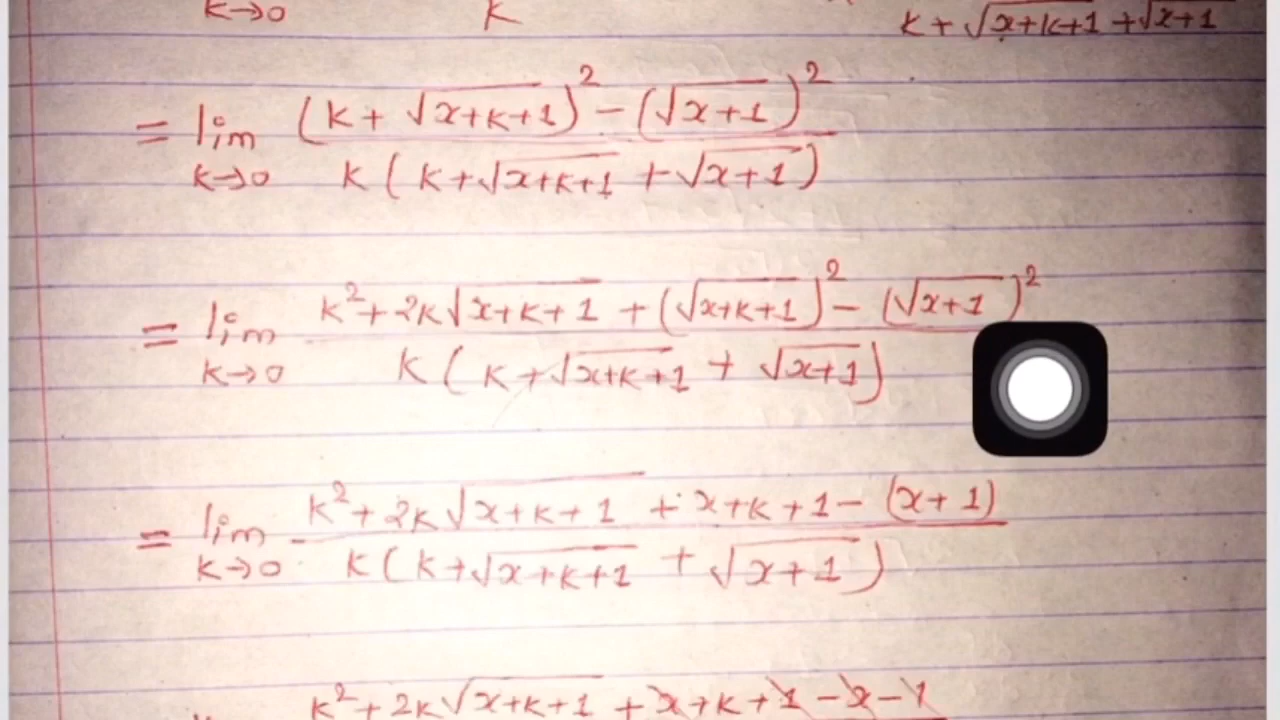 k→0 k k + √x+k+1 + √x+1
= lim (k + √x+k+1)² − (√x+1)²
k→0 k (k + √x+k+1 + √x+1)
= lim k² + 2k√x+k+1 + (√x+k+1)² − (√x+1)²
k→0 k (k + √x+k+1 + √x+1)
= lim k² + 2k√x+k+1 + x+k+1 − (x+1)
k→0 k (k + √x+k+1 + √x+1)
k² + 2k√x+k+1 + x+k+1 − x − 1